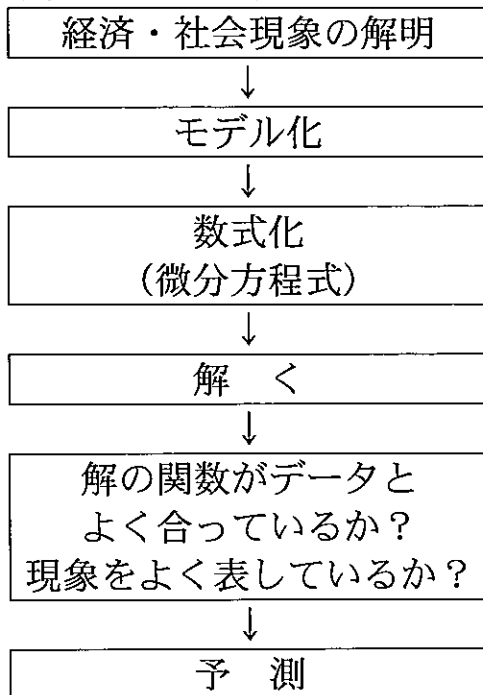 経済・社会現象の解明
↓
モデル化
↓
数式化
(微分方程式)
↓
解 く
↓
解の関数がデータと
よく合っているか?
現象をよく表しているか?
↓
予 測